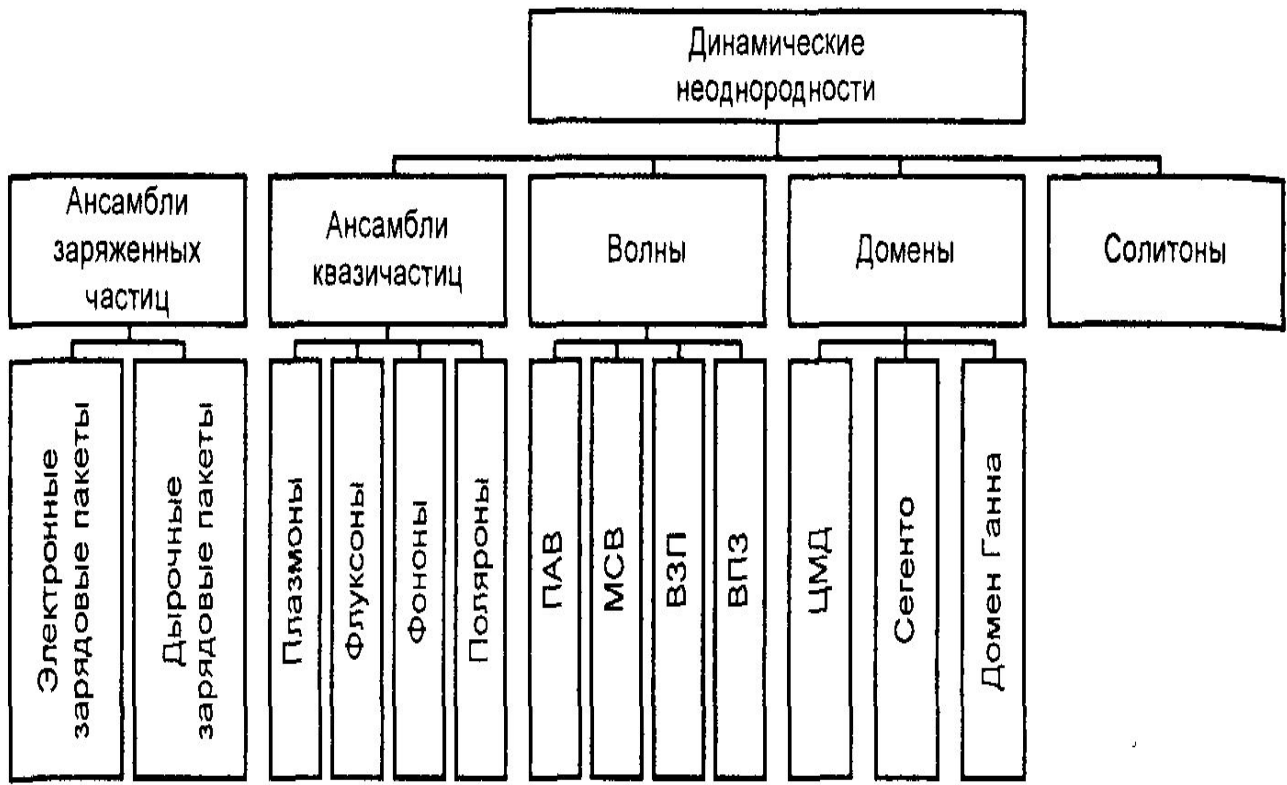 Динамические
неоднородности
Ансамбли
заряженных
частиц
Ансамбли
квазичастиц
Волны
Домены
Солитоны
Электронные
зарядовые пакеты
Дырочные
зарядовые пакеты
Плазмоны
Флуксоны
Фононы
Поляроны
ПАВ
МСВ
ВЗП
ВПЗ
ЦМД
Сегенто
Домен Ганна